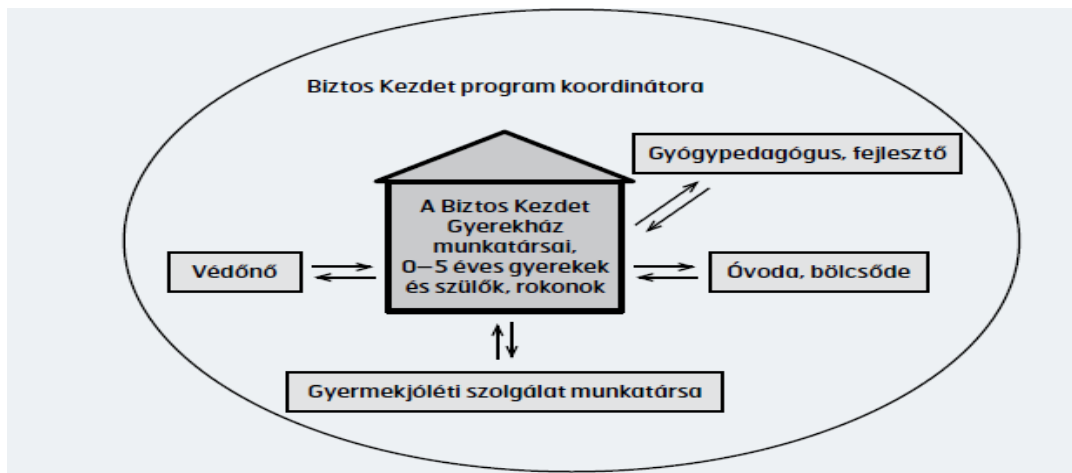 Biztos Kezdet program koordinátora
Gyógypedagógus, fejlesztő
A Biztos Kezdet
Gyerekház
munkatársai,
0–5 éves gyerekek
és szülők, rokonok
Védőnő
Óvoda, bölcsőde
Gyermekjóléti szolgálat munkatársa